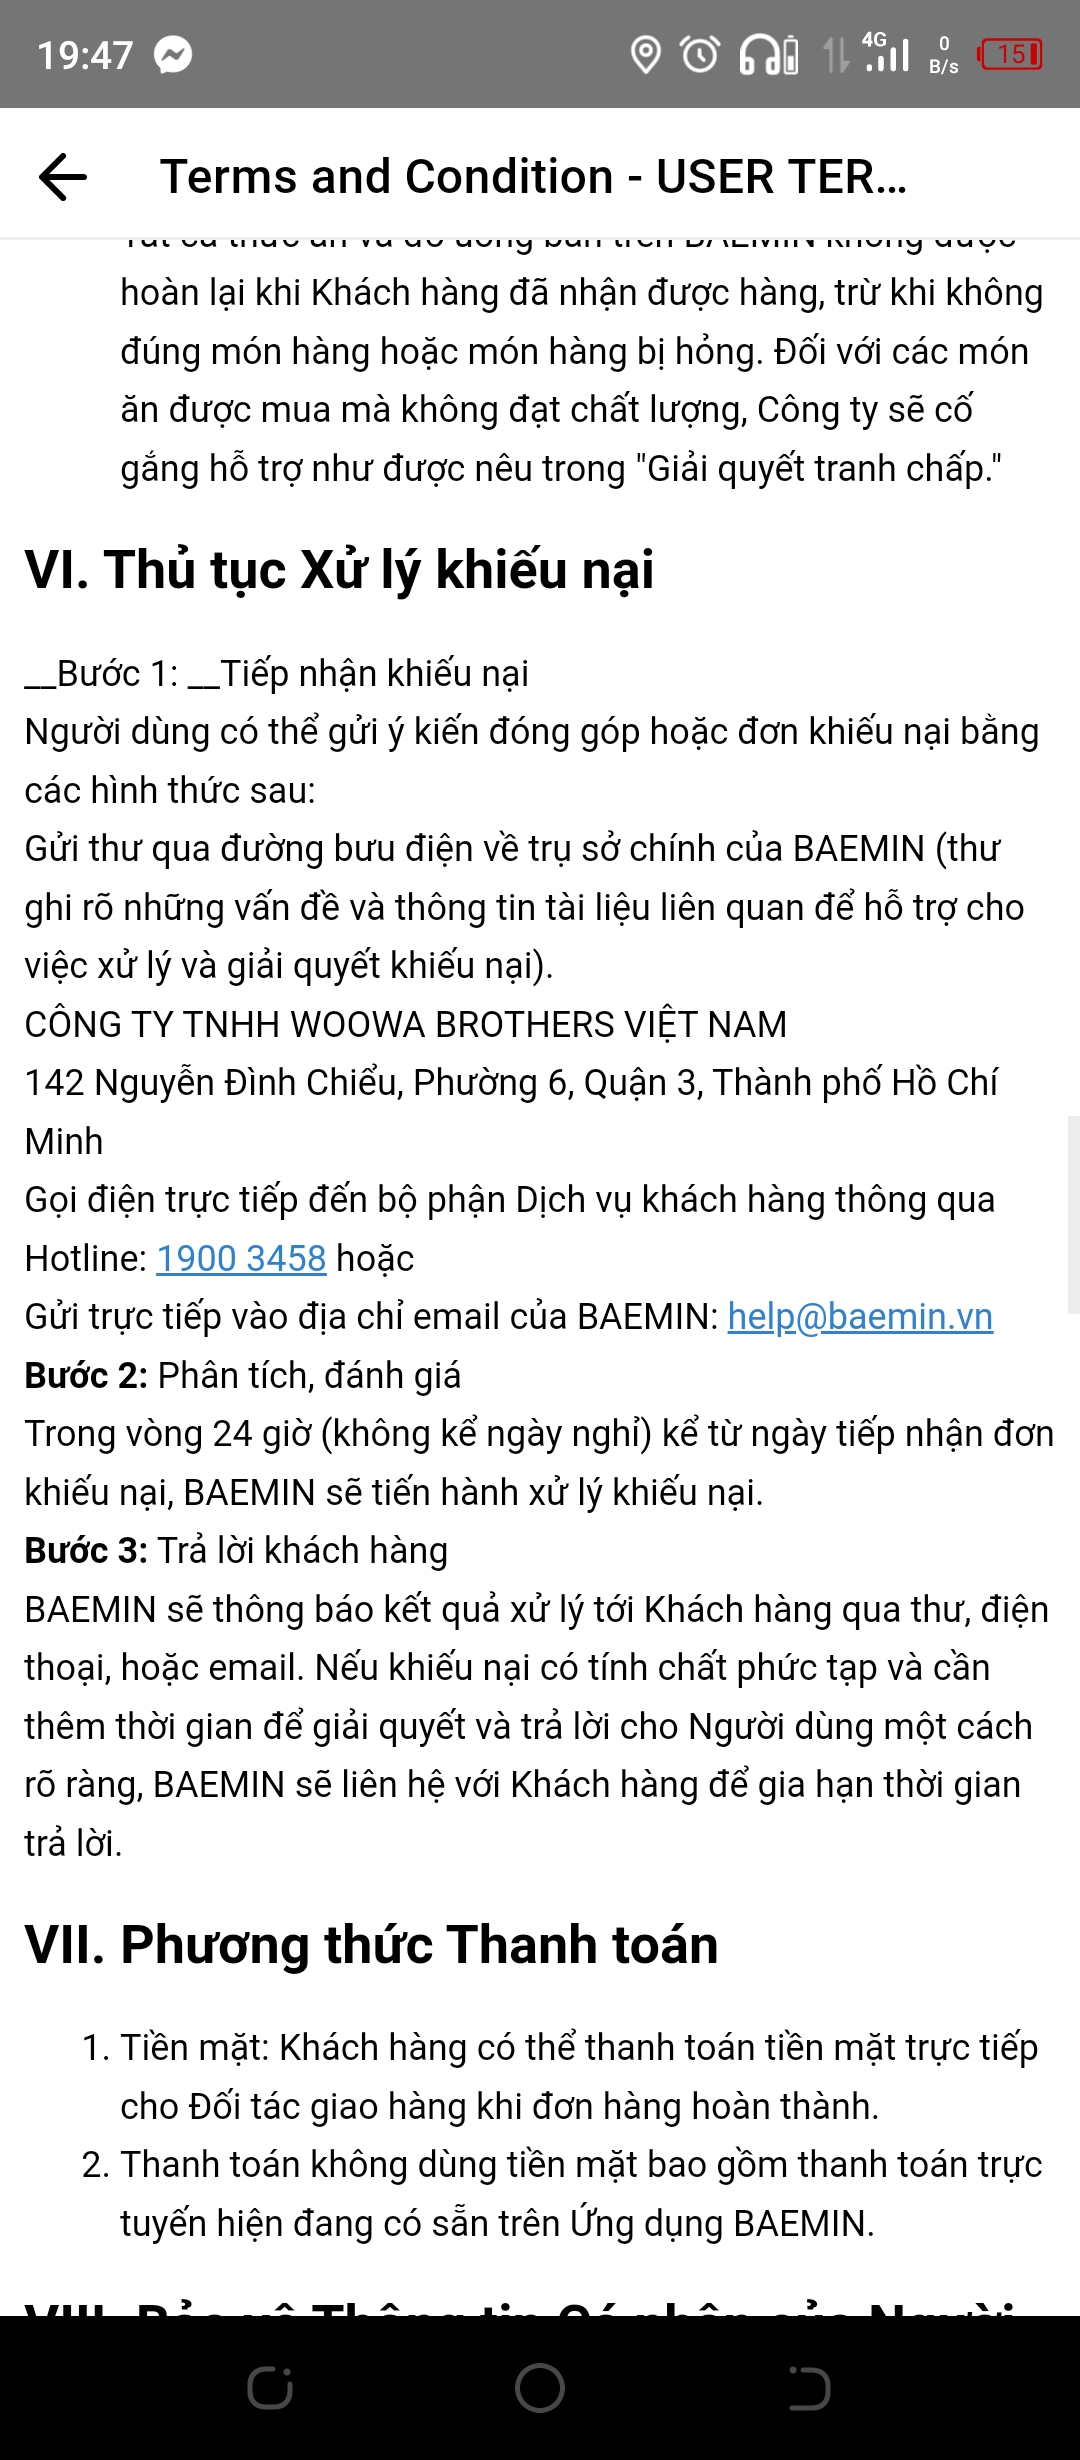 19:47
4G
0
B/s
15
Terms and Condition - USER TER...
hoàn lại khi Khách hàng đã nhận được hàng, trừ khi không
đúng món hàng hoặc món hàng bị hỏng. Đối với các món
ăn được mua mà không đạt chất lượng, Công ty sẽ cố
gắng hỗ trợ như được nêu trong "Giải quyết tranh chấp."
VI. Thủ tục Xử lý khiếu nại
__Bước 1: __Tiếp nhận khiếu nại
Người dùng có thể gửi ý kiến đóng góp hoặc đơn khiếu nại bằng
các hình thức sau:
Gửi thư qua đường bưu điện về trụ sở chính của BAEMIN (thư
ghi rõ những vấn đề và thông tin tài liệu liên quan để hỗ trợ cho
việc xử lý và giải quyết khiếu nại).
CÔNG TY TNHH WOOWA BROTHERS VIỆT NAM
142 Nguyễn Đình Chiểu, Phường 6, Quận 3, Thành phố Hồ Chí
Minh
Gọi điện trực tiếp đến bộ phận Dịch vụ khách hàng thông qua
Hotline: 1900 3458 hoặc
Gửi trực tiếp vào địa chỉ email của BAEMIN: help@baemin.vn
Bước 2: Phân tích, đánh giá
Trong vòng 24 giờ (không kể ngày nghỉ) kể từ ngày tiếp nhận đơn
khiếu nại, BAEMIN sẽ tiến hành xử lý khiếu nại.
Bước 3: Trả lời khách hàng
BAEMIN sẽ thông báo kết quả xử lý tới Khách hàng qua thư, điện
thoại, hoặc email. Nếu khiếu nại có tính chất phức tạp và cần
thêm thời gian để giải quyết và trả lời cho Người dùng một cách
rõ ràng, BAEMIN sẽ liên hệ với Khách hàng để gia hạn thời gian
trả lời.
VII. Phương thức Thanh toán
1. Tiền mặt: Khách hàng có thể thanh toán tiền mặt trực tiếp
cho Đối tác giao hàng khi đơn hàng hoàn thành.
2. Thanh toán không dùng tiền mặt bao gồm thanh toán trực
tuyến hiện đang có sẵn trên Ứng dụng BAEMIN.